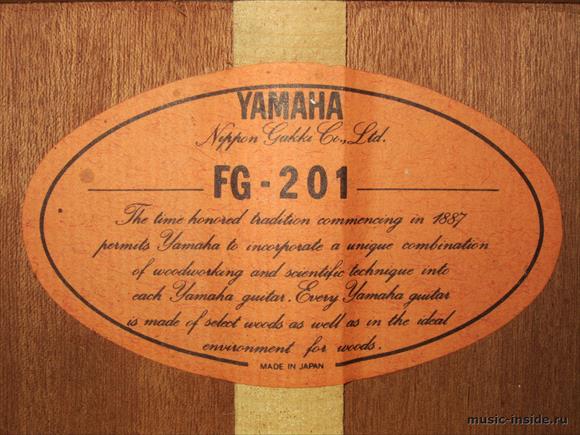 YAMAHA
Nippon Gakki Co., Ltd.
FG-201
The time honored tradition commencing in 1887
permits Yamaha to incorporate a unique combination
of woodworking and scientific technique into
each Yamaha guitar. Every Yamaha guitar
is made of select woods as well as in the ideal
environment for woods.
MADE IN JAPAN
music-inside.ru